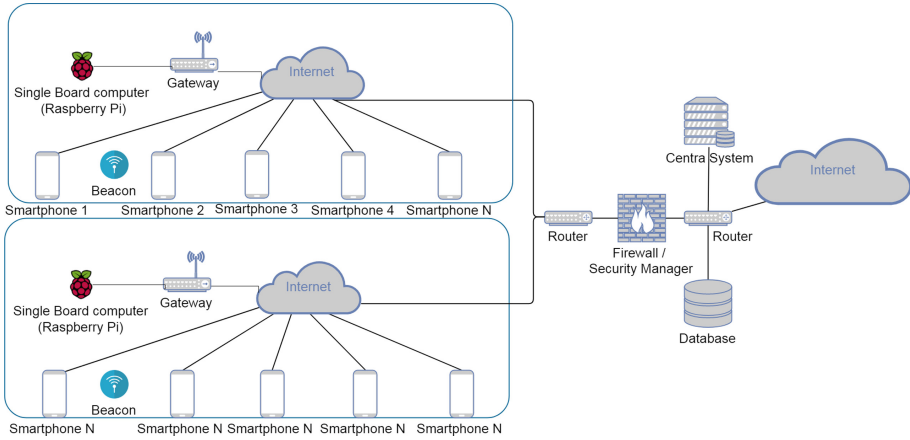 Internet
Gateway
Single Board computer
(Raspberry Pi)
Beacon
Smartphone 1
Smartphone 2
Smartphone 3
Smartphone 4
Smartphone N
Internet
Gateway
Single Board computer
(Raspberry Pi)
Beacon
Smartphone N
Smartphone N
Smartphone N
Smartphone N
Smartphone N
Router
Firewall /
Security Manager
Centra System
Internet
Router
Database